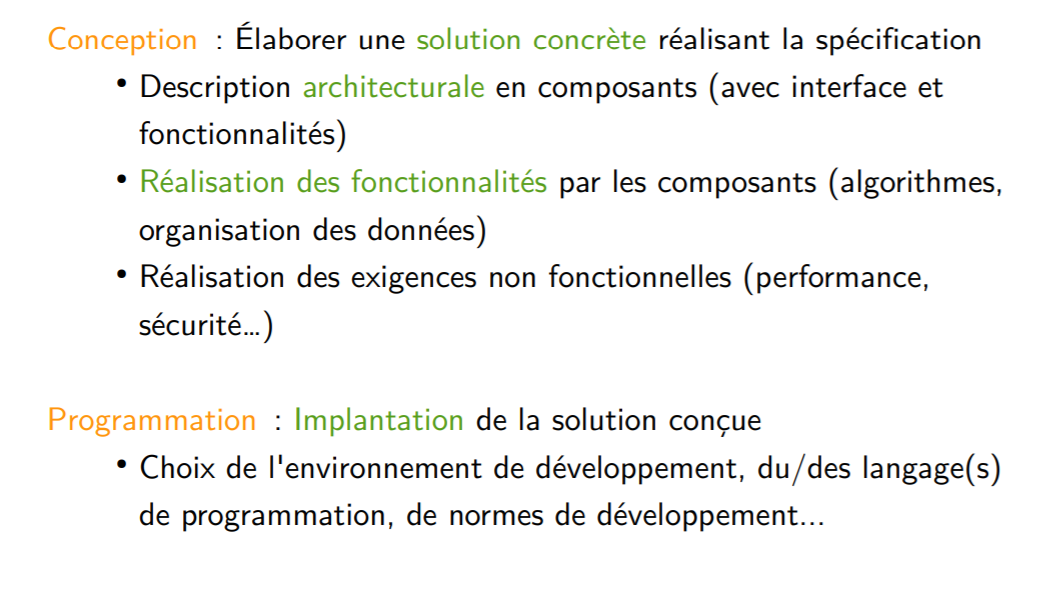 Conception : Élaborer une solution concrète réalisant la spécification
• Description architecturale en composants (avec interface et
fonctionnalités)
• Réalisation des fonctionnalités par les composants (algorithmes,
organisation des données)
• Réalisation des exigences non fonctionnelles (performance,
sécurité…)
Programmation : Implantation de la solution conçue
• Choix de l'environnement de développement, du/des langage(s)
de programmation, de normes de développement...